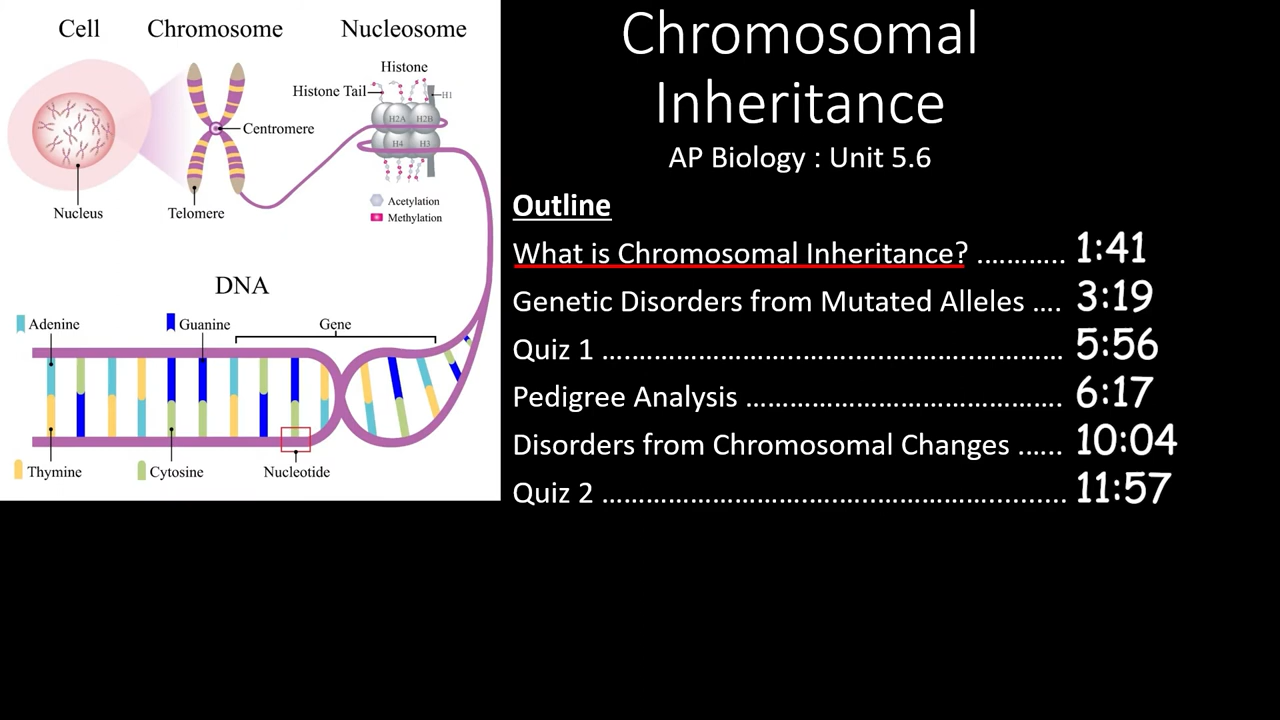 Cell
Chromosome
Nucleosome
Histone
Histone Tail
H1
H2A
H2B
H4
H3
Centromere
Acetylation
Methylation
Nucleus
Telomere
DNA
Adenine
Guanine
Gene
Thymine
Cytosine
Nucleotide
Chromosomal
Inheritance
AP Biology : Unit 5.6
Outline
What is Chromosomal Inheritance? ........... 1:41
Genetic Disorders from Mutated Alleles .... 3:19
Quiz 1 ...................................................... 5:56
Pedigree Analysis ..................................... 6:17
Disorders from Chromosomal Changes ...... 10:04
Quiz 2 ...................................................... 11:57